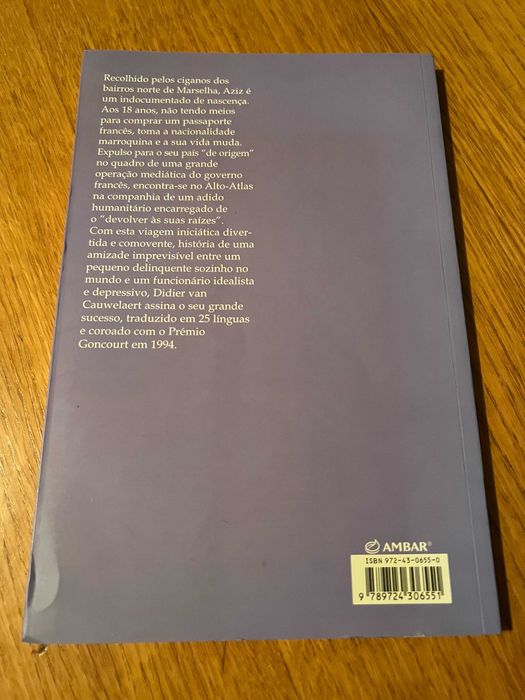 Recolhido pelos ciganos dos
bairros norte de Marselha, Aziz é
um indocumentado de nascença.
Aos 18 anos, não tendo meios
para comprar um passaporte
francês, toma a nacionalidade
marroquina e a sua vida muda.
Expulso para o seu país “de origem”
no quadro de uma grande
operação mediática do governo
francês, encontra-se no Alto-Atlas
na companhia de um adido
humanitário encarregado de
o “devolver às suas raízes”.
Com esta viagem iniciática diver-
tida e comovente, história de uma
amizade imprevisível entre um
pequeno delinquente sozinho no
mundo e um funcionário idealista
e depressivo, Didier van
Cauwelaert assina o seu grande
sucesso, traduzido em 25 línguas
e coroado com o Prémio
Goncourt em 1994.
AMBAR®
ISBN 972-43-0655-0
9 789724 306551